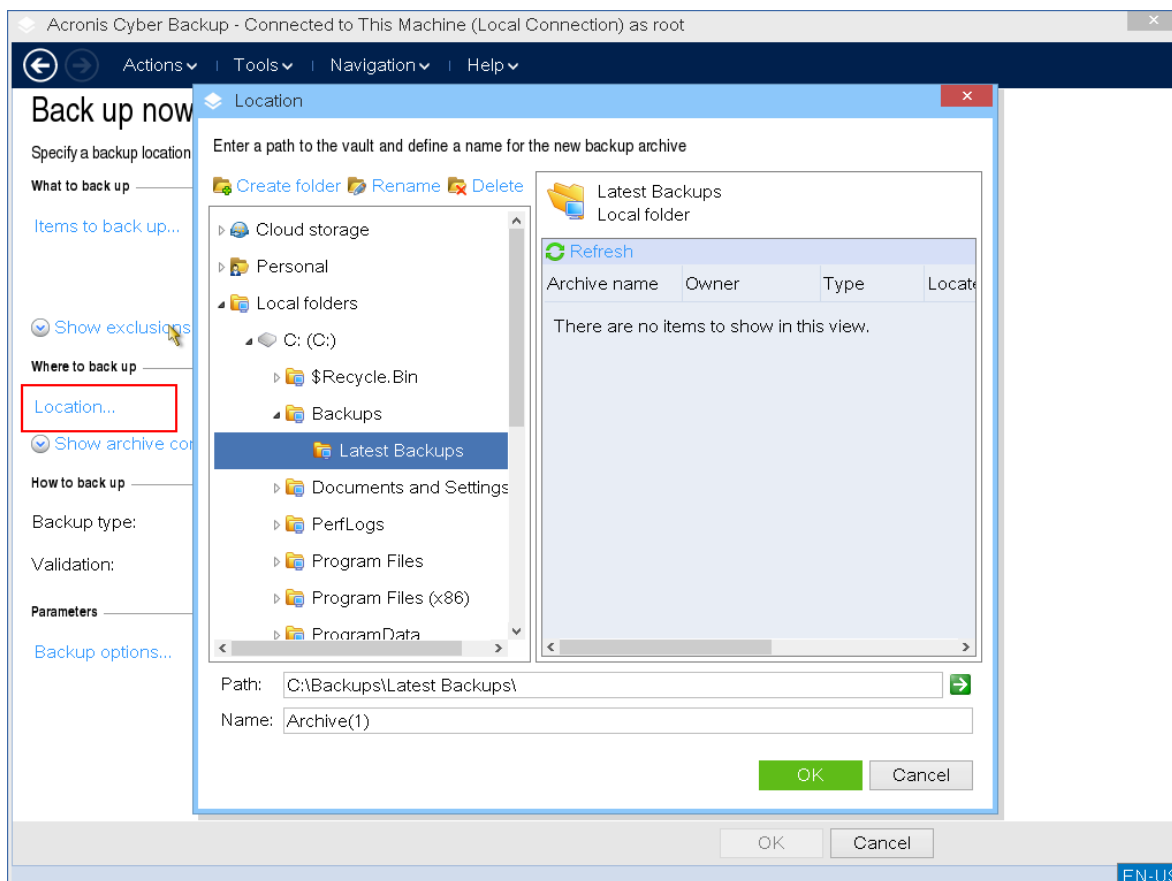 Acronis Cyber Backup - Connected to This Machine (Local Connection) as root
Actions Tools Navigation Help
Back up now
Specify a backup location
What to back up
Items to back up...
Show exclusions
Where to back up
Location...
Show archive
How to back up
Backup type:
Validation:
Parameters
Backup options...
Location
Enter a path to the vault and define a name for the new backup archive
Create folder Rename Delete
Cloud storage
Personal
Local folders
C: (C:)
$Recycle.Bin
Backups
Latest Backups
Documents and Settings
PerfLogs
Program Files
Program Files (x86)
ProgramData
Latest Backups
Local folder
Refresh
Archive name Owner Type
There are no items to show in this view.
Path: C:\Backups\Latest Backups\
Name: Archive(1)
OK Cancel
OK Cancel
EN-US